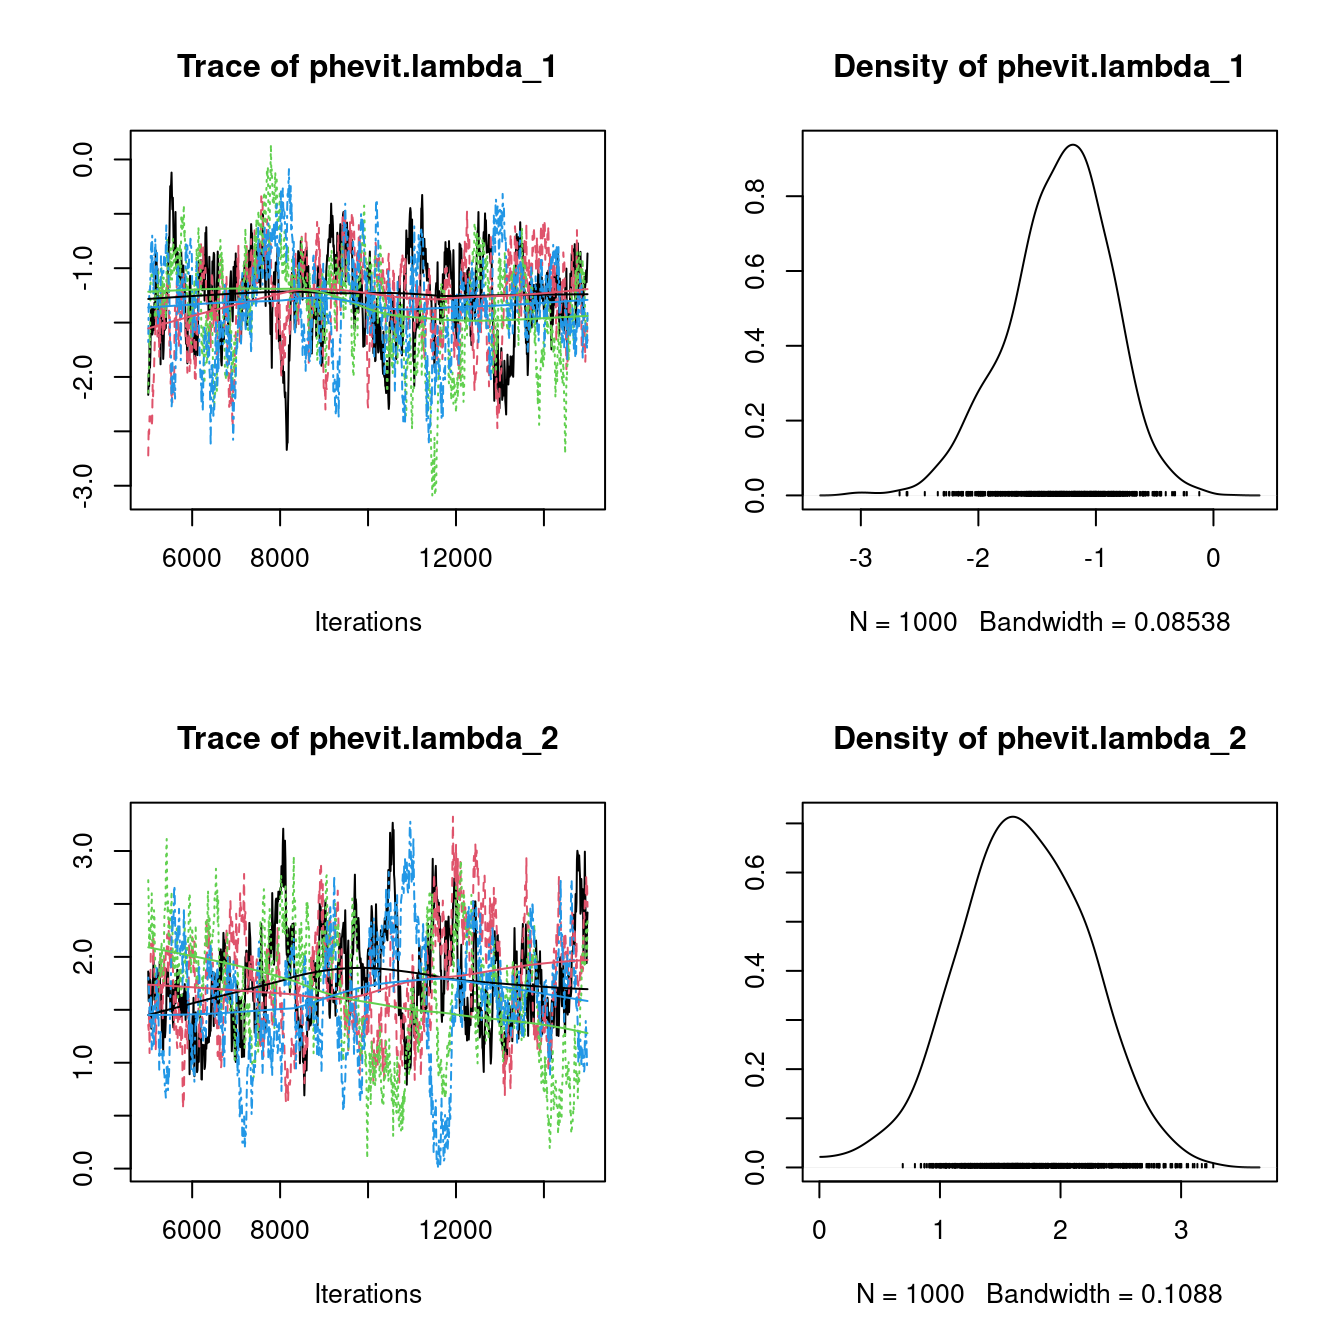 Trace of phevit.lambda_1
0.0
-1.0
-2.0
-3.0
6000 8000 12000
Iterations
Density of phevit.lambda_1
0.8
0.6
0.4
0.2
0.0
-3 -2 -1 0
N = 1000 Bandwidth = 0.08538
Trace of phevit.lambda_2
3.0
2.0
1.0
0.0
6000 8000 12000
Iterations
Density of phevit.lambda_2
0.6
0.4
0.2
0.0
0 1 2 3
N = 1000 Bandwidth = 0.1088